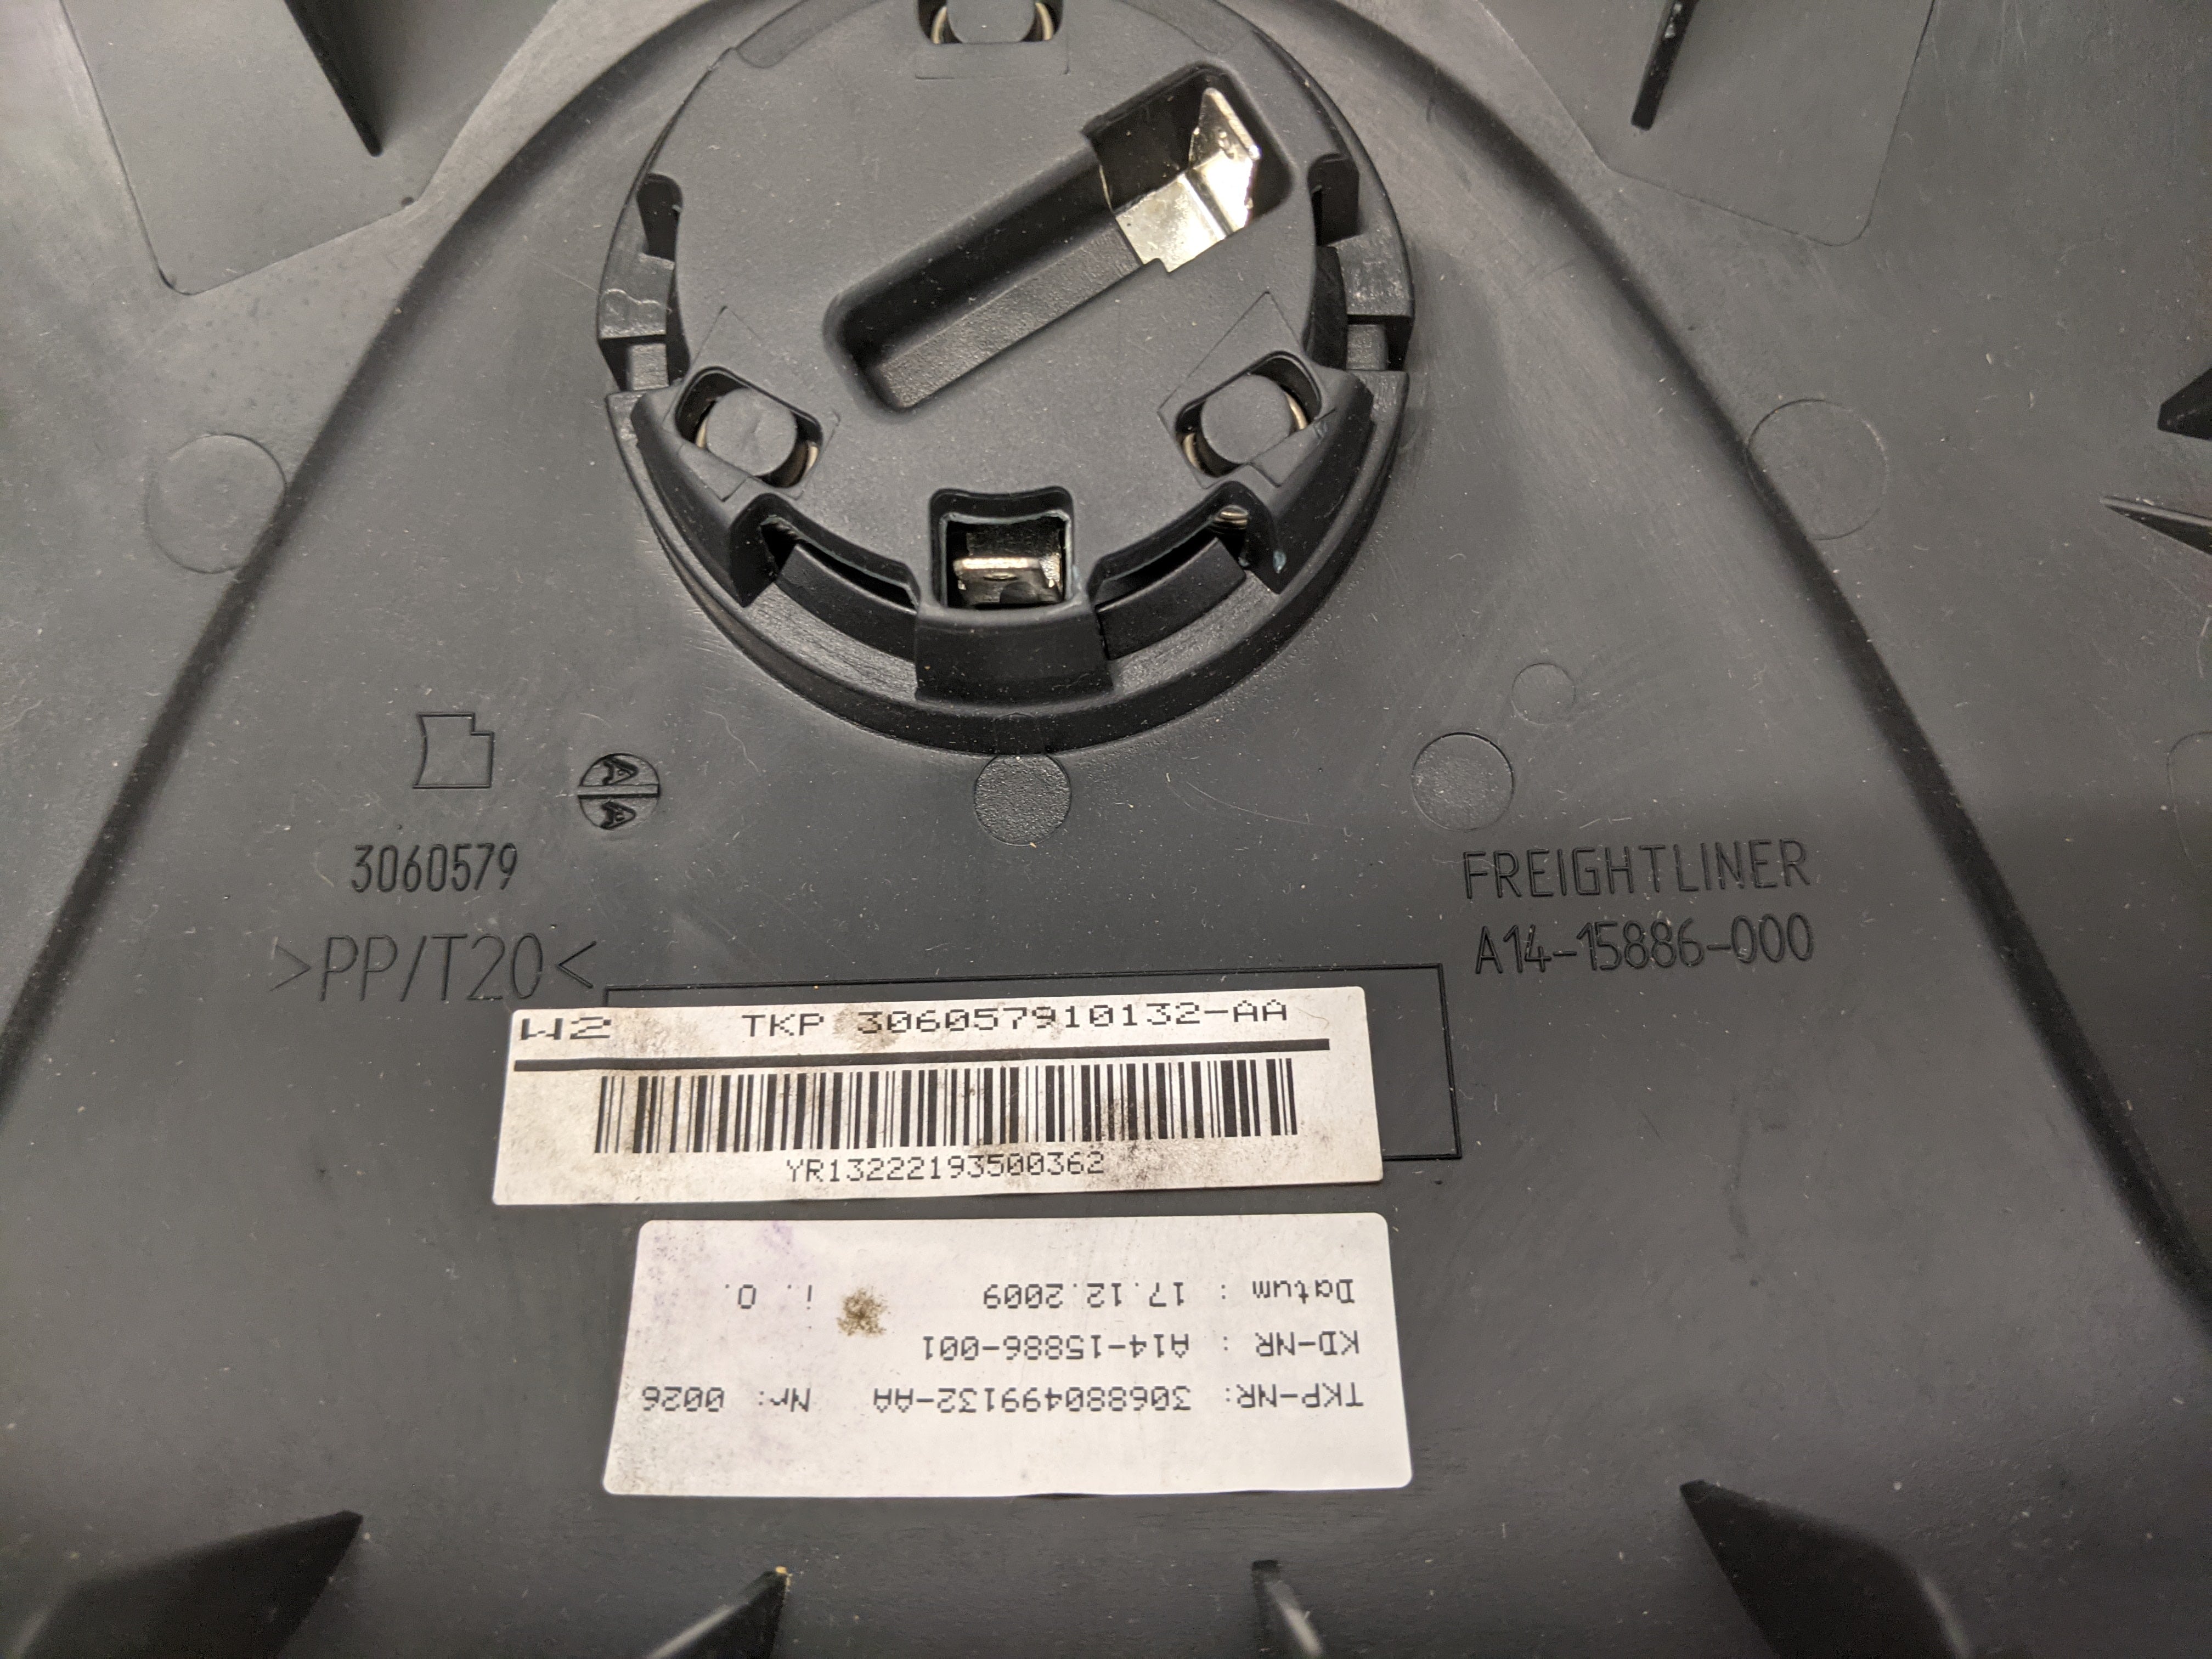 A
A
3060579
>PP/T20<
FREIGHTLINER
A14-15886-000
W2 TKP 306057910132-AA
YR13222193500362
TKP-NR: 306880499132-AA Nr: 0026
KD-NR : A14-15886-001
Datum : 17.12.2009 i. O.